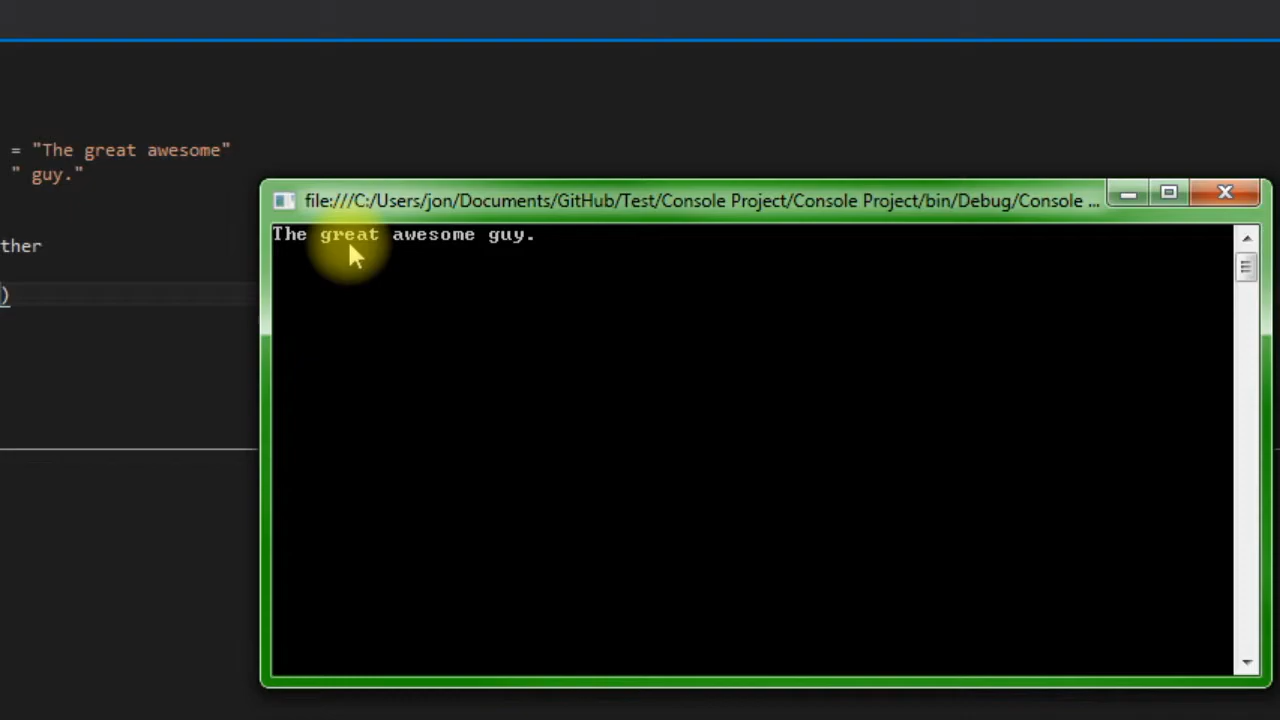 = "The great awesome"
" guy."
ther
)
file:///C:/Users/jon/Documents/GitHub/Test/Console Project/Console Project/bin/Debug/Console ...
The great awesome guy.